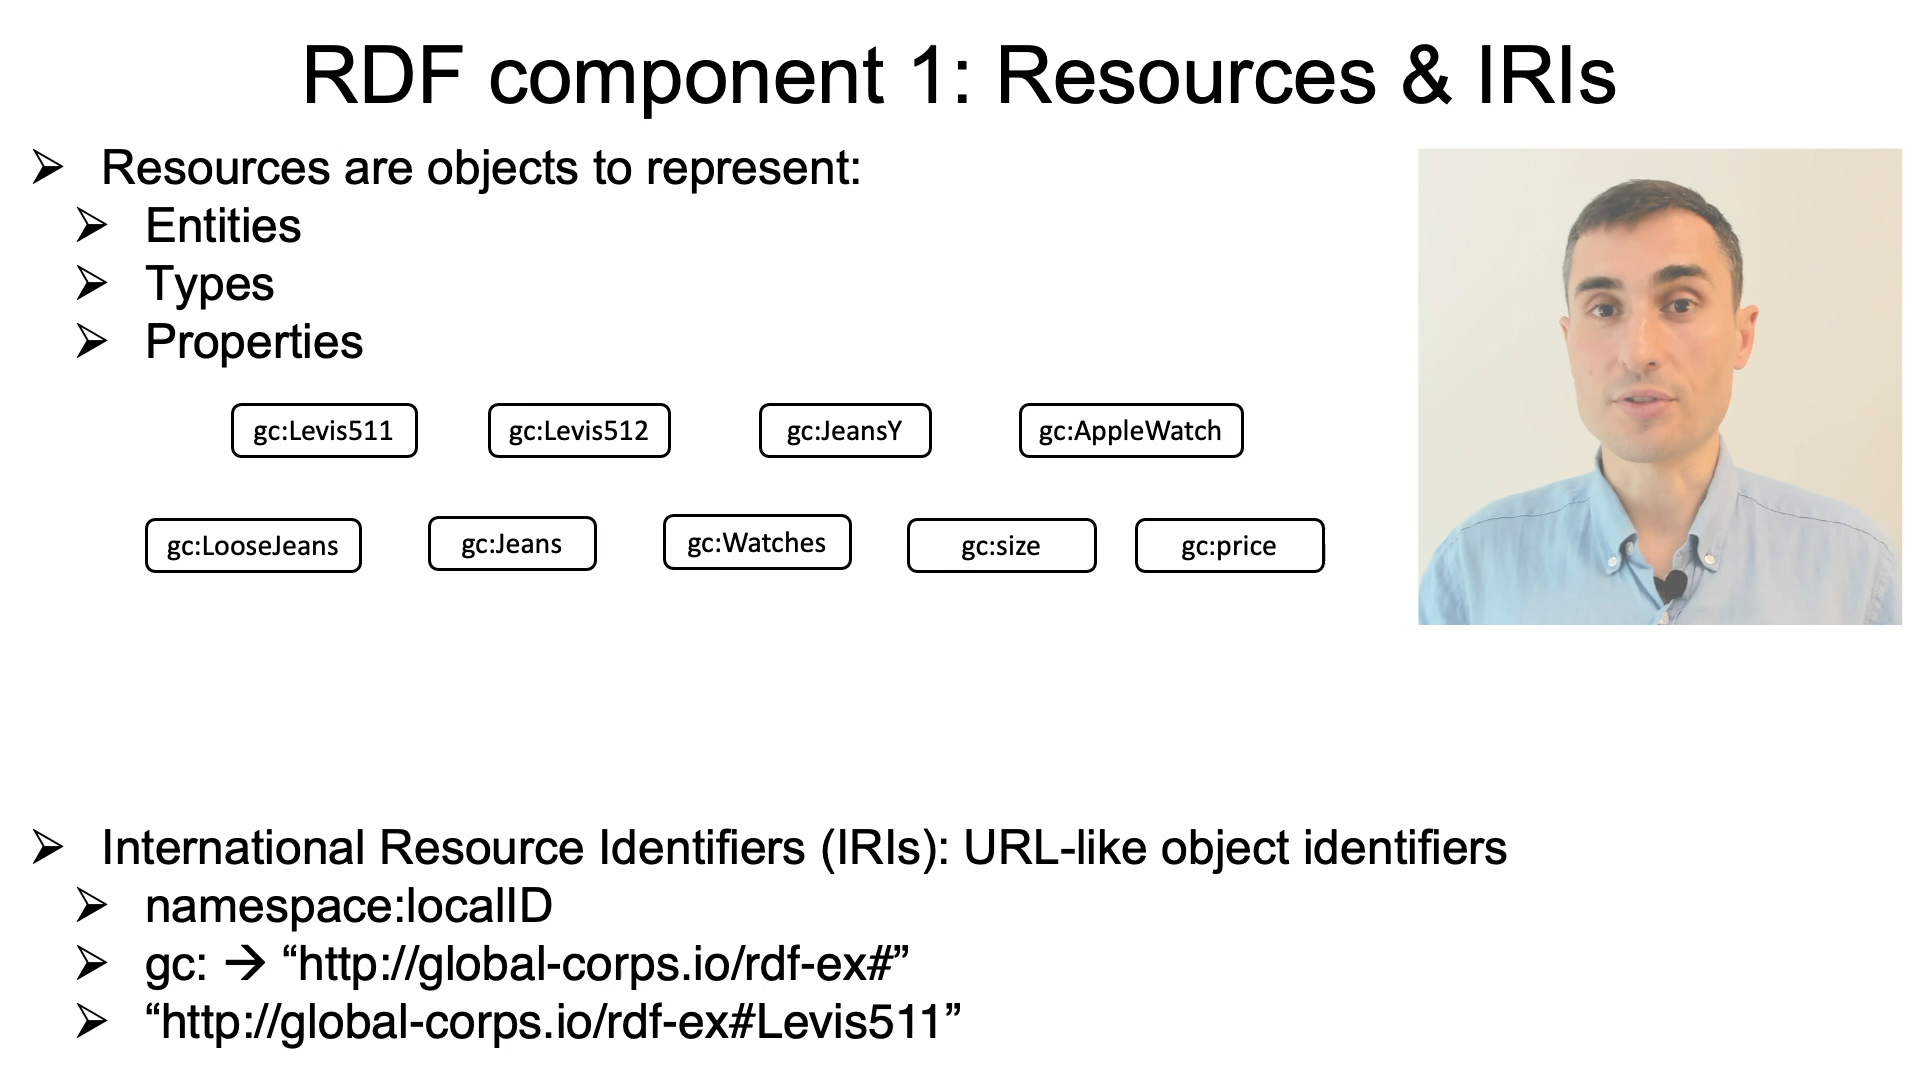 RDF component 1: Resources & IRIs
Resources are objects to represent:
Entities
Types
Properties
gc:Levis511 gc:Levis512 gc:JeansY gc:AppleWatch
gc:LooseJeans gc:Jeans gc:Watches gc:size gc:price
International Resource Identifiers (IRIs): URL-like object identifiers
namespace:localID
gc: → “http://global-corps.io/rdf-ex#”
“http://global-corps.io/rdf-ex#Levis511”